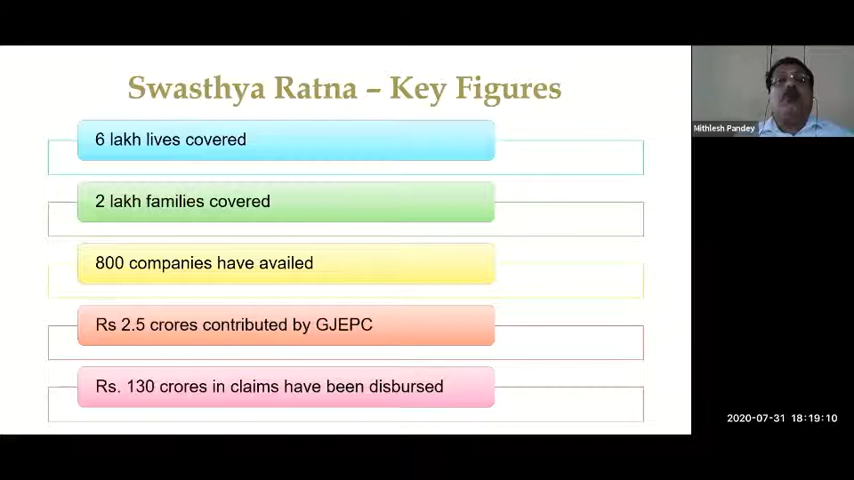 Swasthya Ratna – Key Figures
6 lakh lives covered
2 lakh families covered
800 companies have availed
Rs 2.5 crores contributed by GJEPC
Rs. 130 crores in claims have been disbursed
Mithlesh Pandey
2020-07-31 18:19:10